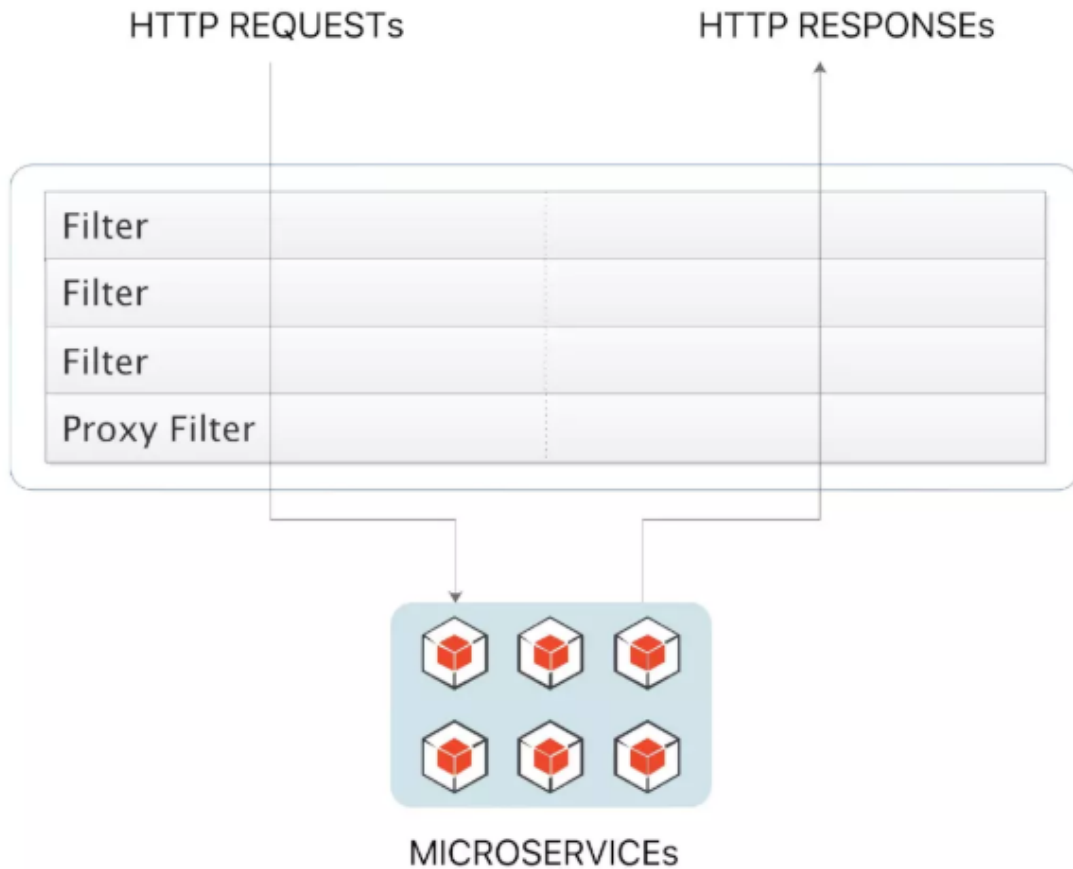 HTTP REQUESTs
HTTP RESPONSEs
Filter
Filter
Filter
Proxy Filter
MICROSERVICEs